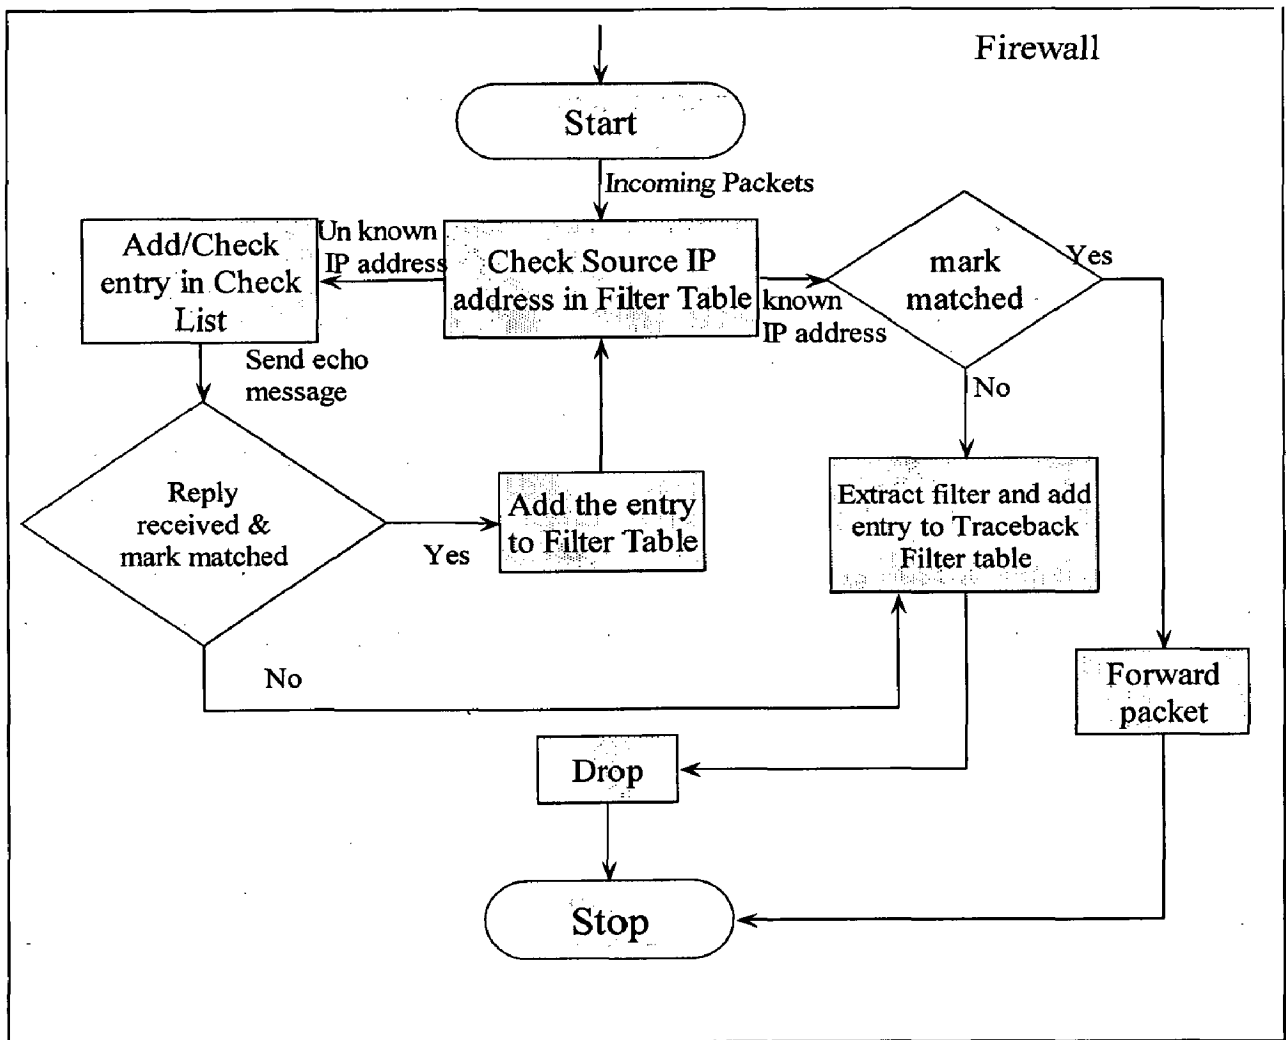 Firewall
Start
Incoming Packets
Un known
IP address
Add/Check
entry in Check
List
Check Source IP
address in Filter Table
known
IP address
mark
matched
Yes
No
Send echo
message
Reply
received &
mark matched
Yes
Add the entry
to Filter Table
Extract filter and add
entry to Traceback
Filter table
No
Forward
packet
Drop
Stop